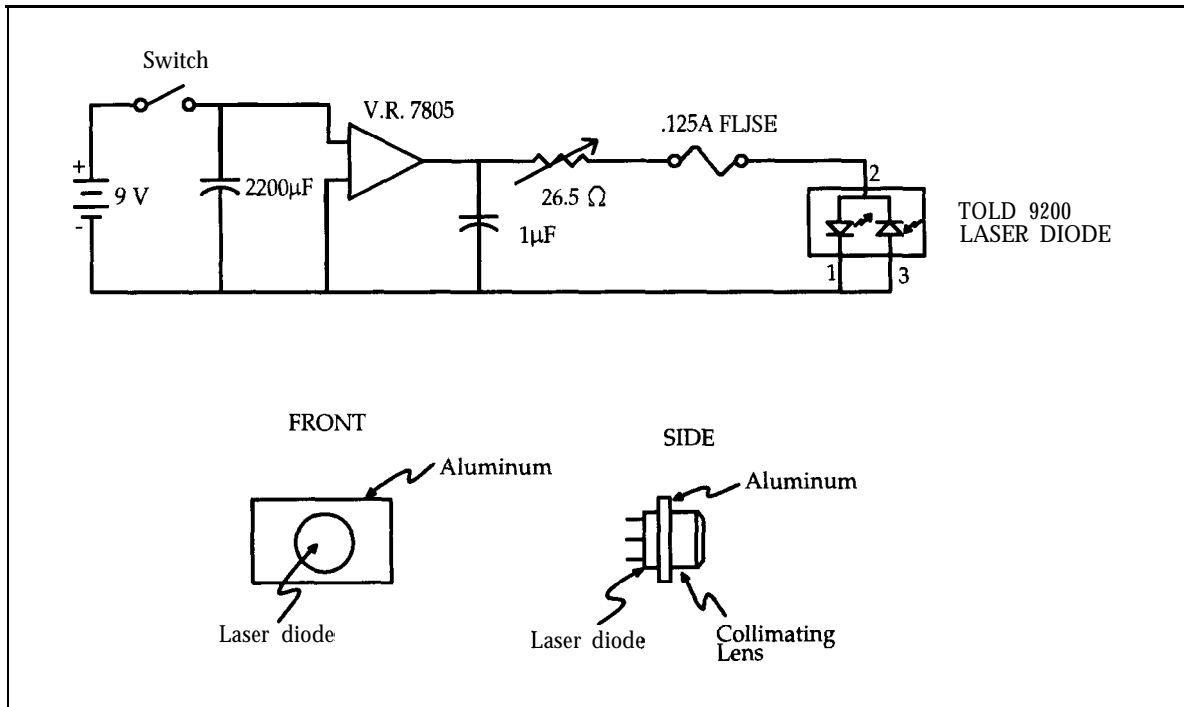 Switch
V.R. 7805
.125A FLJSE
+
9 V
-
2200µF
1µF
26.5 Ω
2
TOLD 9200
LASER DIODE
1
3
FRONT
SIDE
Aluminum
Aluminum
Laser diode
Laser diode
Collimating
Lens